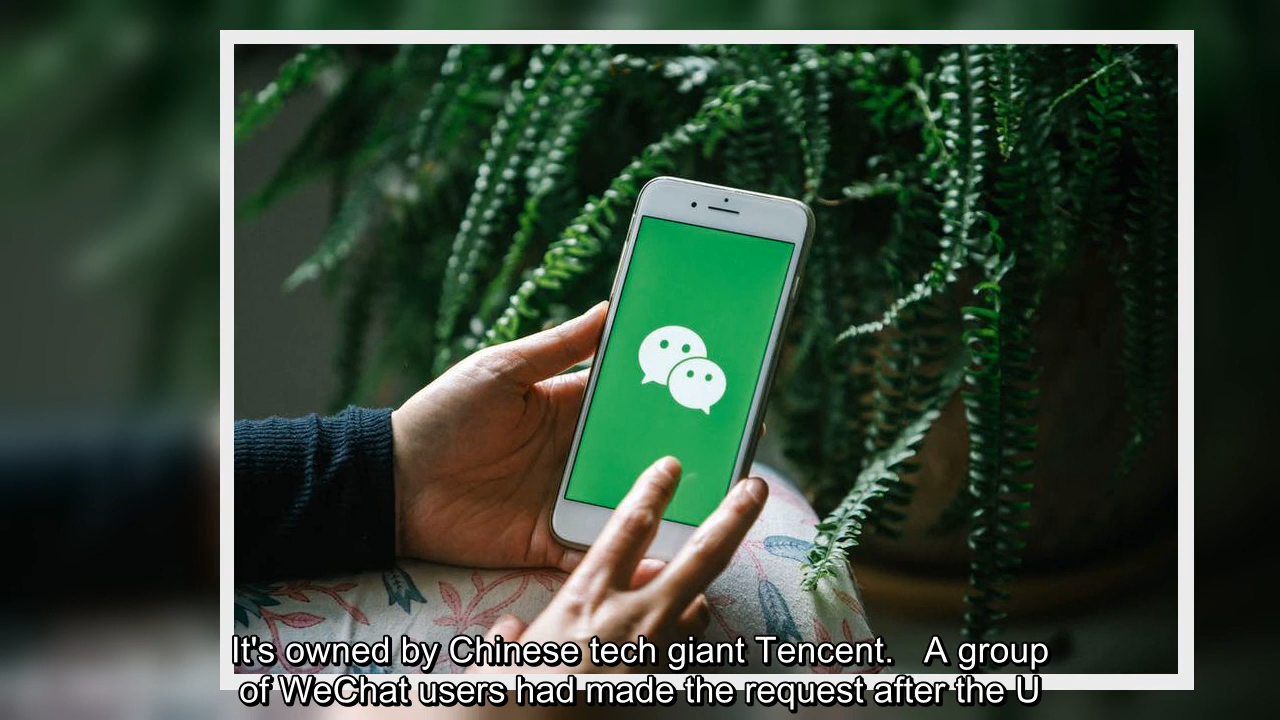 It's owned by Chinese tech giant Tencent. A group
of WeChat users had made the request after the U